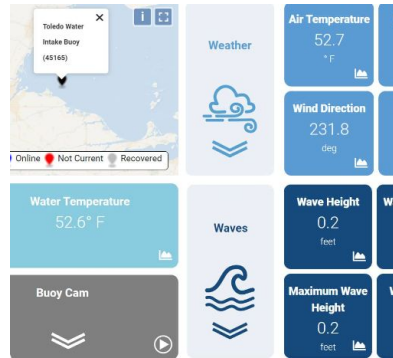 Toledo Water
Intake Buoy
(45165)
Online Not Current Recovered
Weather
Air Temperature
52.7
° F
Wind Direction
231.8
deg
Water Temperature
52.6° F
Buoy Cam
Waves
Wave Height
0.2
feet
Maximum Wave
Height
0.2
feet